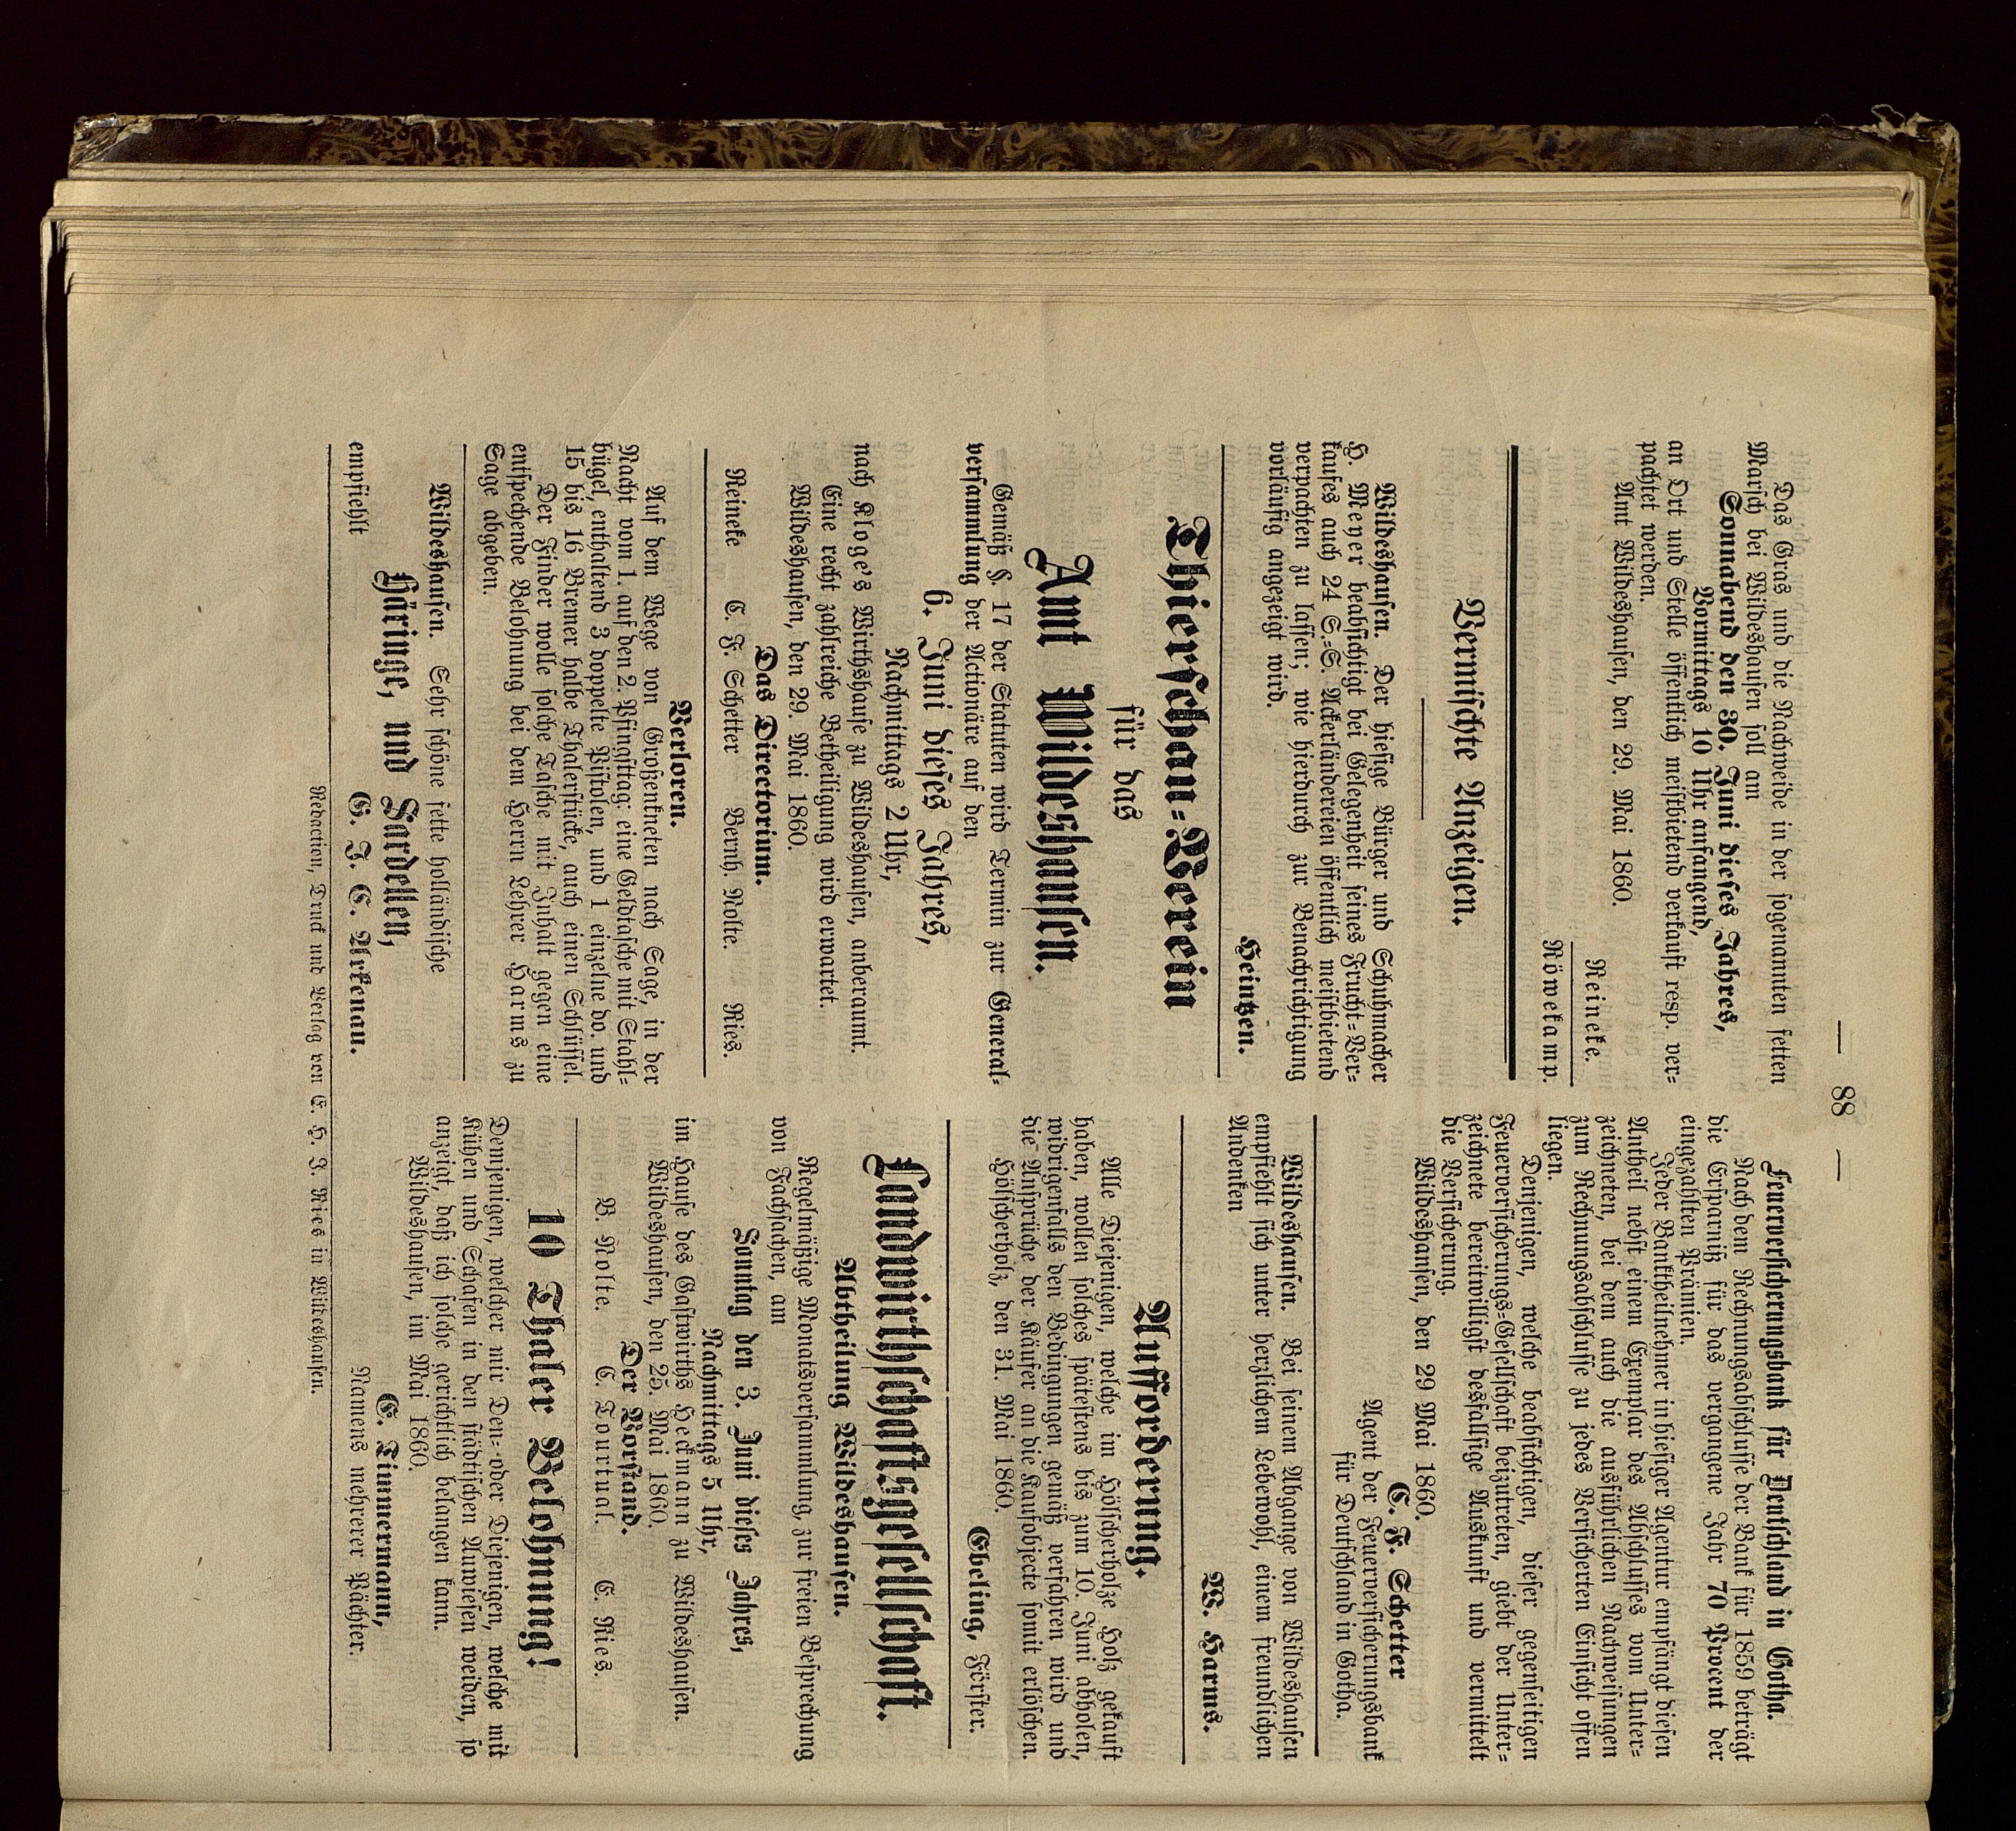 — 88 —
Das Gras und die Nachweide in der sogenannten fetten
Marsch bei Wildeshausen soll am
Sonnabend den 30. Juni dieses Jahres,
Vormittags 10 Uhr anfangend,
an Ort und Stelle öffentlich meistbietend verkauft resp. ver=
pachtet werden.
Amt Wildeshausen, den 29. Mai 1860.
Reineke.
Röwekamp.
Vermischte Anzeigen.
Wildeshausen. Der hiesige Bürger und Schuhmacher
H. Meyer beabsichtigt bei Gelegenheit seines Frucht=Ver=
kaufes auch 24 S.=S. Ackerländereien öffentlich meistbietend
verpachten zu lassen; wie hierdurch zur Benachrichtigung
vorläufig angezeigt wird.
Heintzen.
Thierschau=Verein
für das
Amt Wildeshausen.
Gemäß §. 17 der Statuten wird Termin zur General=
versammlung der Actionäre auf den
6. Juni dieses Jahres,
Nachmittags 2 Uhr,
nach Kloge's Wirthshause zu Wildeshausen, anberaumt.
Eine recht zahlreiche Betheiligung wird erwartet.
Wildeshausen, den 29. Mai 1860.
Das Directorium.
Reineke C. F. Schetter Bernh. Nolte. Ries.
Verloren.
Auf dem Wege von Großenkneten nach Sage, in der
Nacht vom 1. auf den 2. Pfingsttag: eine Geldtasche mit Stahl=
bügel, enthaltend 3 doppelte Pistolen, und 1 einzelne do. und
15 bis 16 Bremer halbe Thalerstücke, auch einen Schlüssel.
Der Finder wolle solche Tasche mit Inhalt gegen eine
entspechende Belohnung bei dem Herrn Lehrer Harms zu
Sage abgeben.
Wildeshausen. Sehr schöne fette holländische
Häringe, und Sardellen,
empfiehlt G. J. C. Arkenau.
Feuerversicherungsbank für Deutschland in Gotha.
Nach dem Rechnungsabschlusse der Bank für 1859 beträgt
die Ersparniß für das vergangene Jahr 70 Procent der
eingezahlten Prämien.
Jeder Banktheilnehmer in hiesiger Agentur empfängt diesen
Antheil nebst einem Exemplar des Abschlusses vom Unter=
zeichneten, bei dem auch die ausführlichen Nachweisungen
zum Rechnungsabschlusse zu jedes Versicherten Einsicht offen
liegen.
Denjenigen, welche beabsichtigen, dieser gegenseitigen
Feuerversicherungs-Gesellschaft beizutreten, giebt der Unter=
zeichnete bereitwilligst desfallsige Auskunft und vermittelt
die Versicherung.
Wildeshausen, den 29 Mai 1860.
C. F. Schetter
Agent der Feuerversicherungsbank
für Deutschland in Gotha.
Wildeshausen. Bei seinem Abgange von Wildeshausen
empfiehlt sich unter herzlichem Lebewohl, einem freundlichen
Andenken
W. Harms.
Aufforderung.
Alle Diejenigen, welche im Hölscherholze Holz gekauft
haben, wollen solches spätestens bis zum 10. Juni abholen,
widrigenfalls den Bedingungen gemäß verfahren wird und
die Ansprüche der Käufer an die Kaufobjecte somit erlöschen.
Hölscherholz, den 31. Mai 1860.
Ebeling, Förster.
Landwirthschaftsgesellschaft.
Abtheilung Wildeshausen.
Regelmäßige Monatsversammlung, zur freien Besprechung
von Fachsachen, am
Sonntag den 3. Juni dieses Jahres,
Nachmittags 5 Uhr,
im Hause des Gastwirths Heckmann zu Wildeshausen.
Wildeshausen, den 25. Mai 1860.
Der Vorstand.
B. Nolte. C. Tourtual. C. Ries.
10 Thaler Belohnung!
Demjenigen, welcher mir Den=oder Diejenigen, welche mit
Kühen und Schafen in den städtischen Anwiesen weiden, so
anzeigt, daß ich solche gerichtlich belangen kann.
Wildeshausen, im Mai 1860.
C. Timmermann,
Namens mehrerer Pächter.
Redaction, Druck und Verlag von C. H. J. Ries in Wildeshausen.